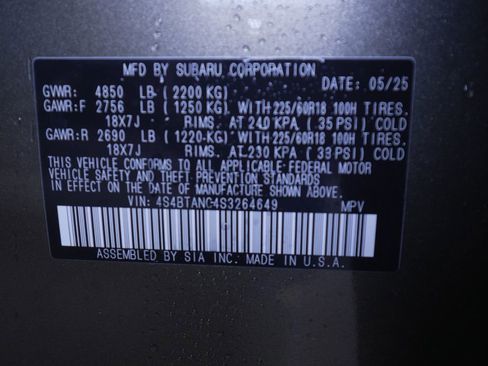 MFD BY SUBARU CORPORATION
DATE: 05/25
GVWR: 4850 LB (2200 KG)
GAWR:F 2756 LB (1250 KG) WITH 225/60R18 100H TIRES.
18X7J RIMS. AT 240 KPA (35 PSI) COLD
GAWR:R 2690 LB (1220 KG) WITH 225/60R18 100H TIRES.
18X7J RIMS. AT 230 KPA (33 PSI) COLD
THIS VEHICLE CONFORMS TO ALL APPLICABLE FEDERAL MOTOR
VEHICLE SAFETY AND THEFT PREVENTION STANDARDS
IN EFFECT ON THE DATE OF MANUFACTURE SHOWN ABOVE.
VIN: 4S4BTANC4S3264649 MPV
ASSEMBLED BY SIA INC. MADE IN U.S.A.